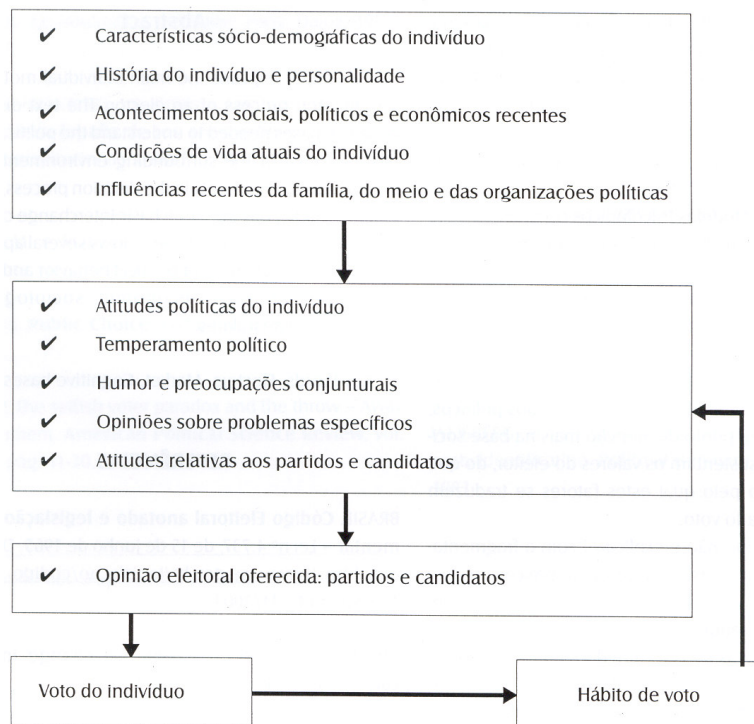 ✔ Características sócio-demográficas do indivíduo
✔ História do indivíduo e personalidade
✔ Acontecimentos sociais, políticos e econômicos recentes
✔ Condições de vida atuais do indivíduo
✔ Influências recentes da família, do meio e das organizações políticas
✔ Atitudes políticas do indivíduo
✔ Temperamento político
✔ Humor e preocupações conjunturais
✔ Opiniões sobre problemas específicos
✔ Atitudes relativas aos partidos e candidatos
✔ Opinião eleitoral oferecida: partidos e candidatos
Voto do indivíduo
Hábito de voto